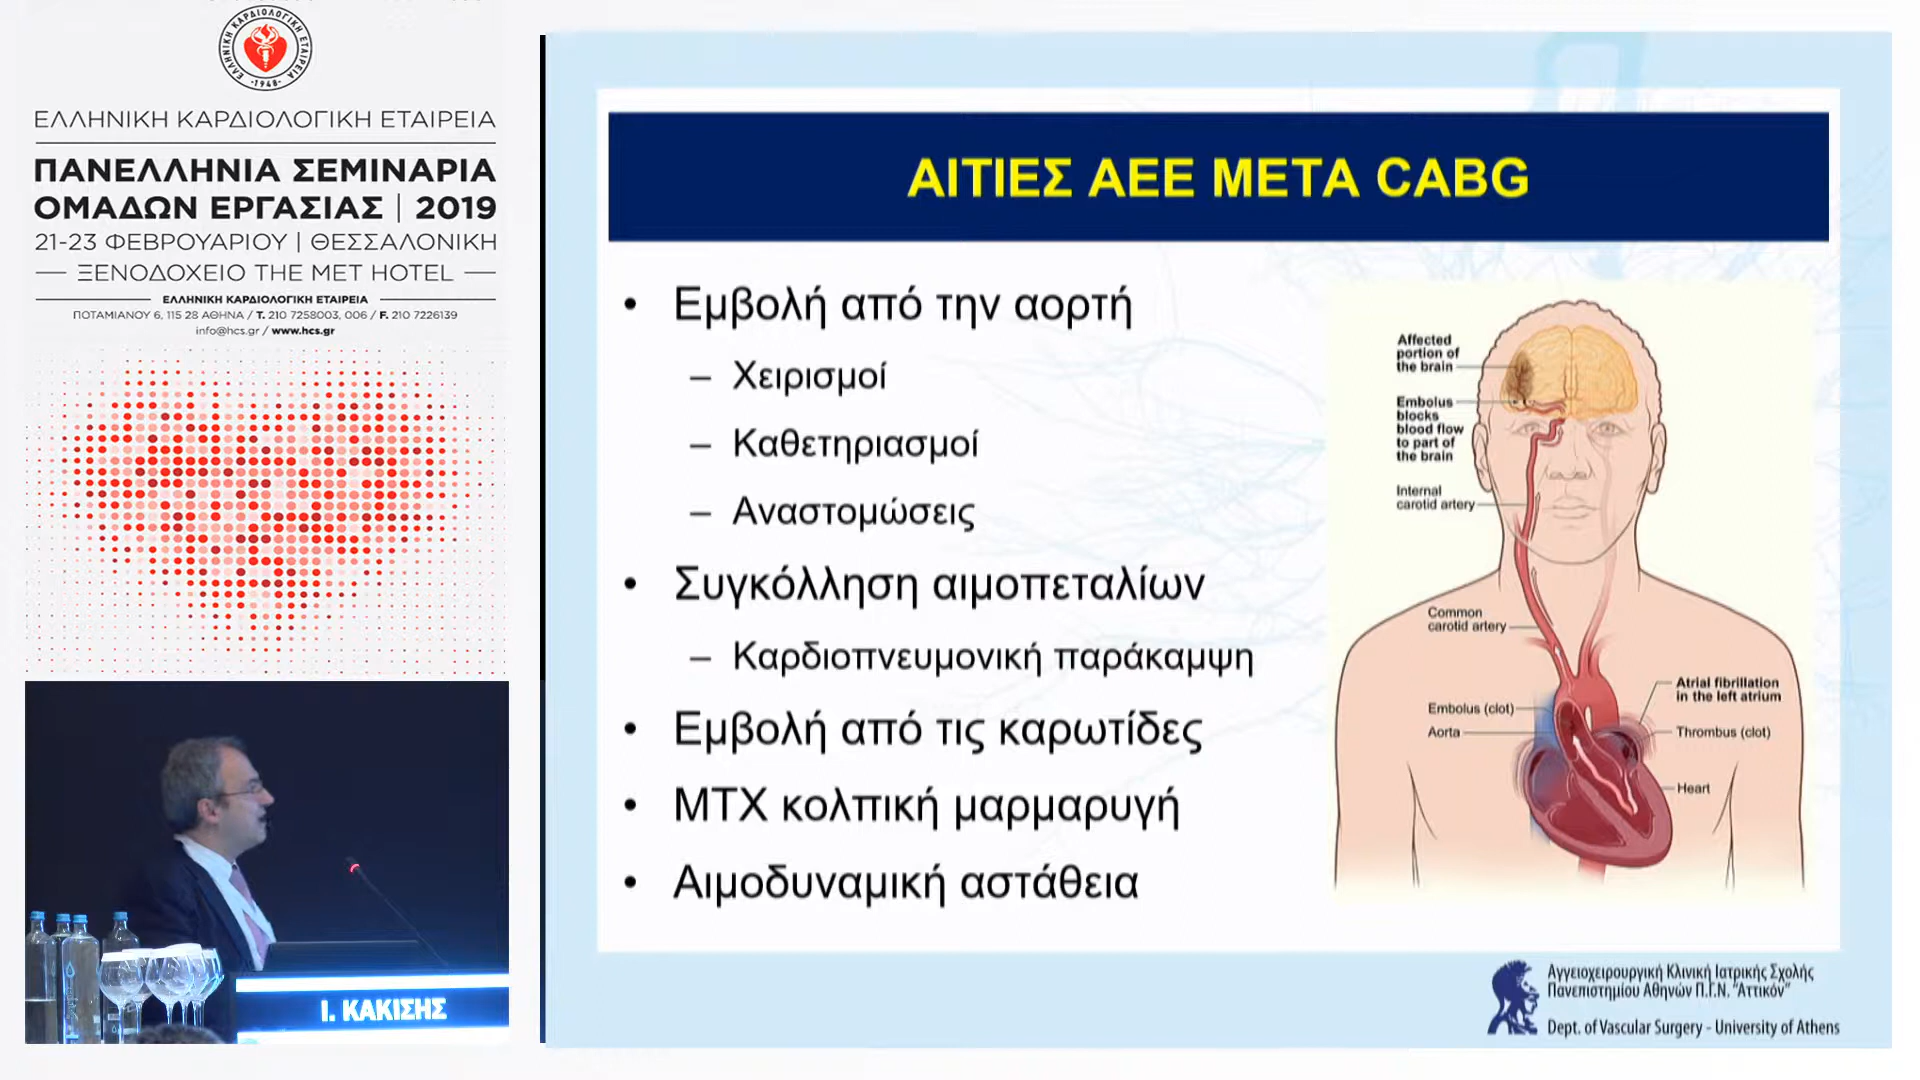 ΕΛΛΗΝΙΚΗ ΚΑΡΔΙΟΛΟΓΙΚΗ ΕΤΑΙΡΕΙΑ
·1948·
ΕΛΛΗΝΙΚΗ ΚΑΡΔΙΟΛΟΓΙΚΗ ΕΤΑΙΡΕΙΑ
ΠΑΝΕΛΛΗΝΙΑ ΣΕΜΙΝΑΡΙΑ
ΟΜΑΔΩΝ ΕΡΓΑΣΙΑΣ | 2019
21-23 ΦΕΒΡΟΥΑΡΙΟΥ | ΘΕΣΣΑΛΟΝΙΚΗ
ΞΕΝΟΔΟΧΕΙΟ THE MET HOTEL
ΕΛΛΗΝΙΚΗ ΚΑΡΔΙΟΛΟΓΙΚΗ ΕΤΑΙΡΕΙΑ
ΠΟΤΑΜΙΑΝΟΥ 6, 115 28 ΑΘΗΝΑ / T. 210 7258003, 006 / F. 210 7226139
info@hcs.gr / www.hcs.gr
Ι. ΚΑΚΙΣΗΣ
ΑΙΤΙΕΣ ΑΕΕ ΜΕΤΑ CABG
• Εμβολή από την αορτή
– Χειρισμοί
– Καθετηριασμοί
– Αναστομώσεις
• Συγκόλληση αιμοπεταλίων
– Καρδιοπνευμονική παράκαμψη
• Εμβολή από τις καρωτίδες
• ΜΤΧ κολπική μαρμαρυγή
• Αιμοδυναμική αστάθεια
Affected
portion of
the brain
Embolus
blocks
blood flow
to part of
the brain
Internal
carotid artery
Common
carotid artery
Atrial fibrillation
in the left atrium
Embolus (clot)
Aorta
Thrombus (clot)
Heart
Αγγειοχειρουργική Κλινική Ιατρικής Σχολής
Πανεπιστημίου Αθηνών Π.Γ.Ν. "Αττικόν"
Dept. of Vascular Surgery - University of Athens